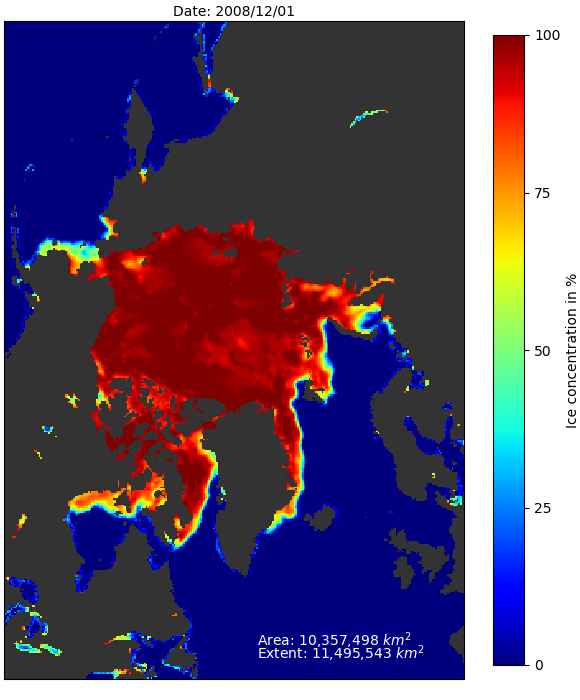 Date: 2008/12/01
100
75
50
25
0
Ice concentration in %
Area: 10,357,498 km²
Extent: 11,495,543 km²